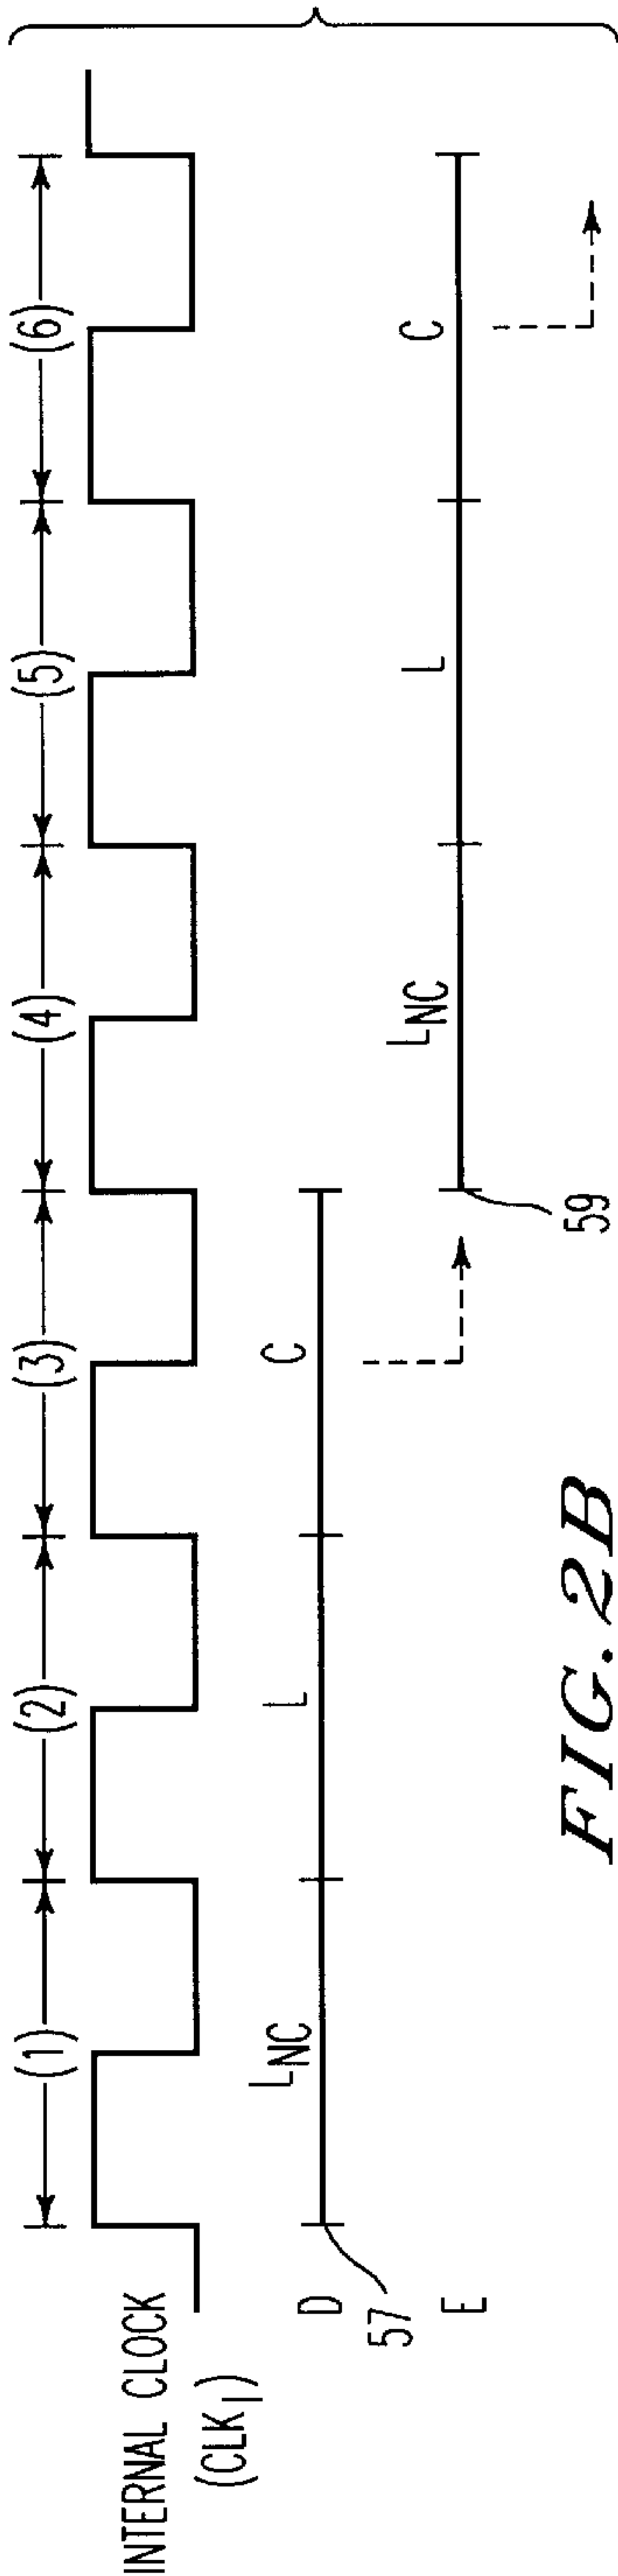 (1) (2) (3) (4) (5) (6)
INTERNAL CLOCK
(CLK_I)
D L_NC L C
57
E L_NC L C
59
FIG. 2B